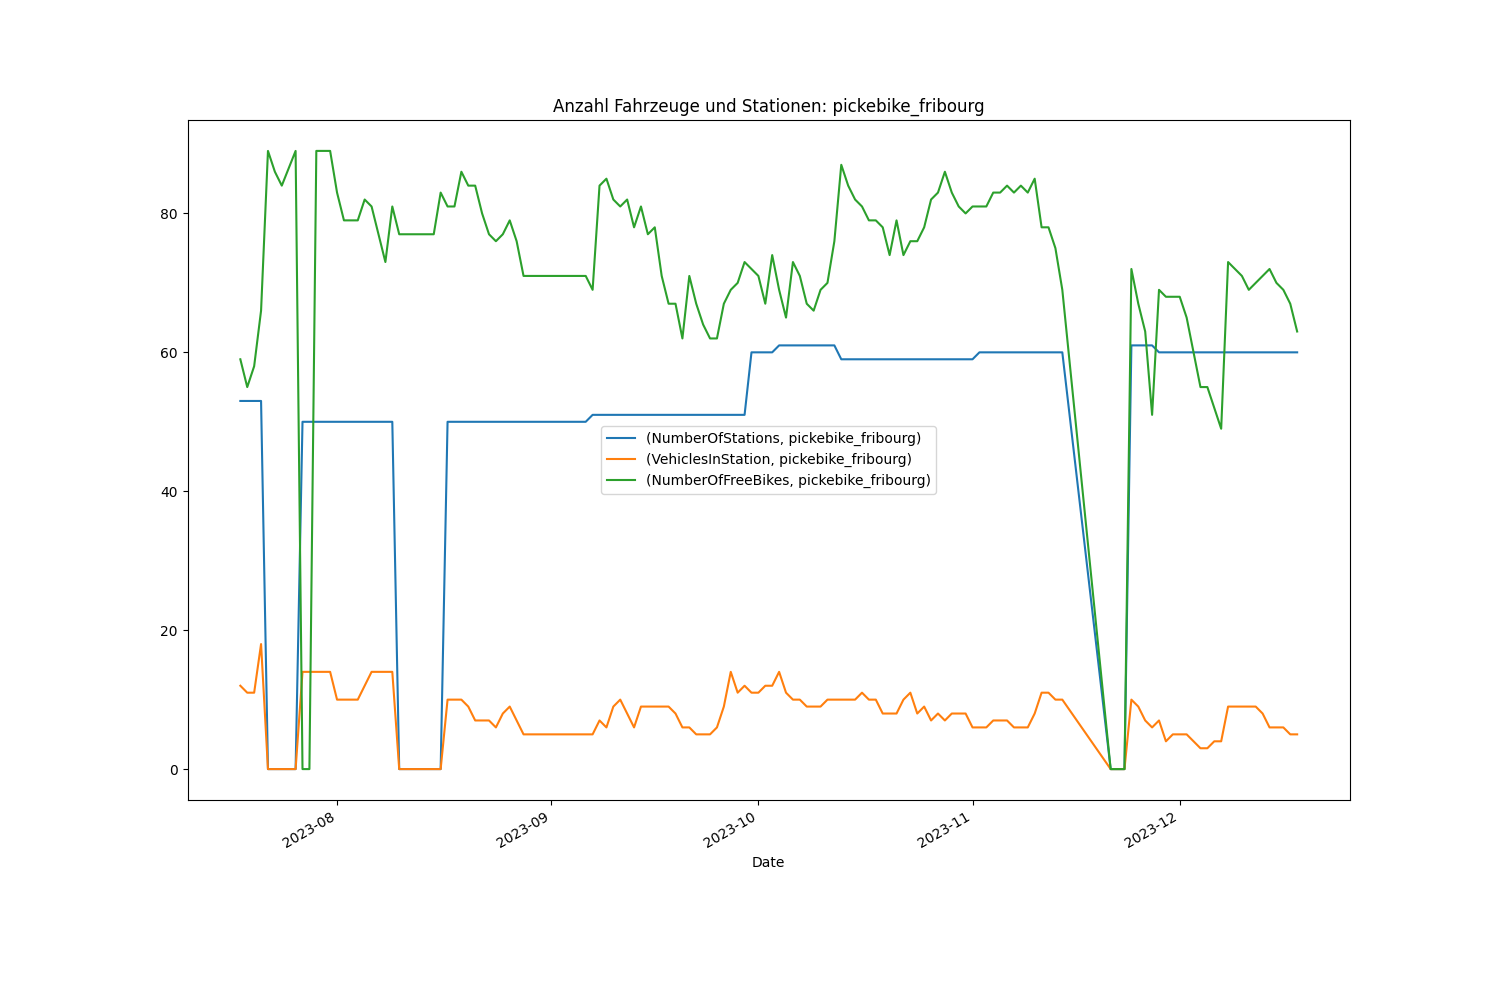 Anzahl Fahrzeuge und Stationen: pickebike_fribourg
80
60
40
20
0
(NumberOfStations, pickebike_fribourg)
(VehiclesInStation, pickebike_fribourg)
(NumberOfFreeBikes, pickebike_fribourg)
2023-08
2023-09
2023-10
2023-11
2023-12
Date